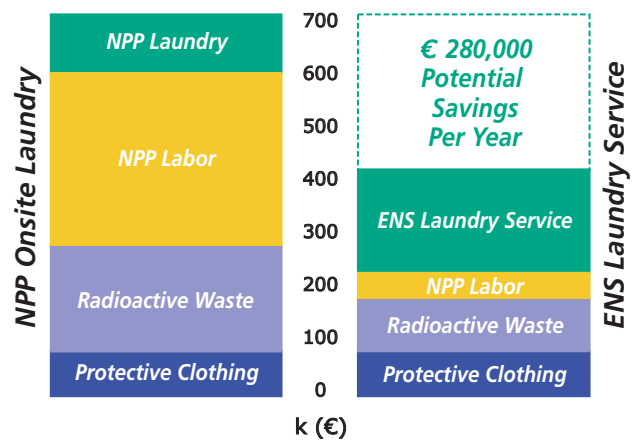 NPP Onsite Laundry
NPP Laundry
NPP Labor
Radioactive Waste
Protective Clothing
700
600
500
400
300
200
100
0
k (€)
€ 280,000
Potential
Savings
Per Year
ENS Laundry Service
NPP Labor
Radioactive Waste
Protective Clothing
ENS Laundry Service